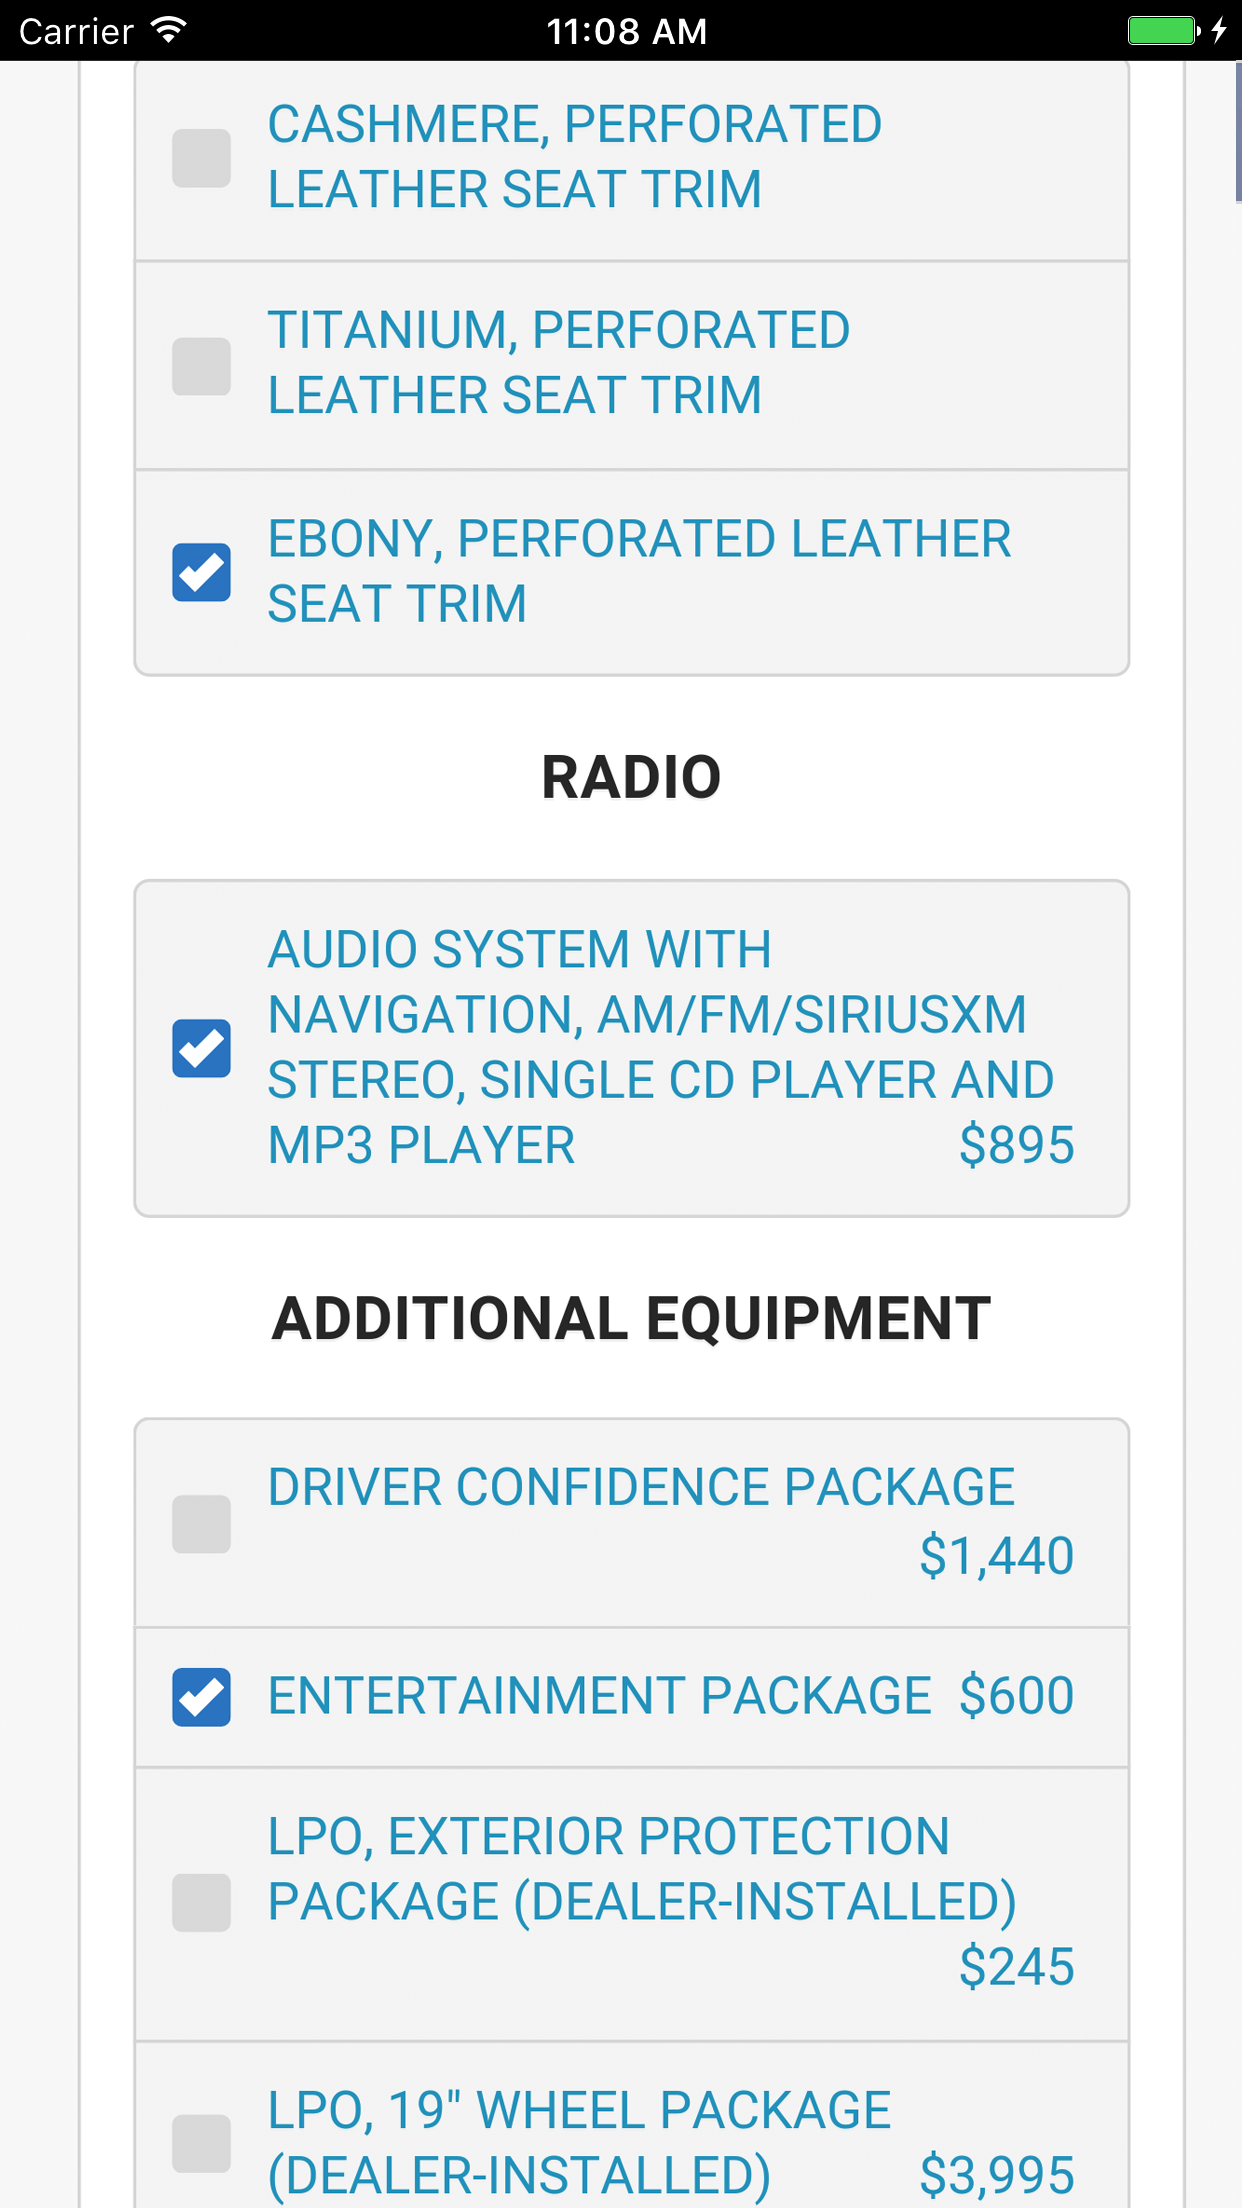 Carrier 11:08 AM
CASHMERE, PERFORATED
LEATHER SEAT TRIM
TITANIUM, PERFORATED
LEATHER SEAT TRIM
EBONY, PERFORATED LEATHER
SEAT TRIM
RADIO
AUDIO SYSTEM WITH
NAVIGATION, AM/FM/SIRIUSXM
STEREO, SINGLE CD PLAYER AND
MP3 PLAYER $895
ADDITIONAL EQUIPMENT
DRIVER CONFIDENCE PACKAGE
$1,440
ENTERTAINMENT PACKAGE $600
LPO, EXTERIOR PROTECTION
PACKAGE (DEALER-INSTALLED)
$245
LPO, 19" WHEEL PACKAGE
(DEALER-INSTALLED) $3,995